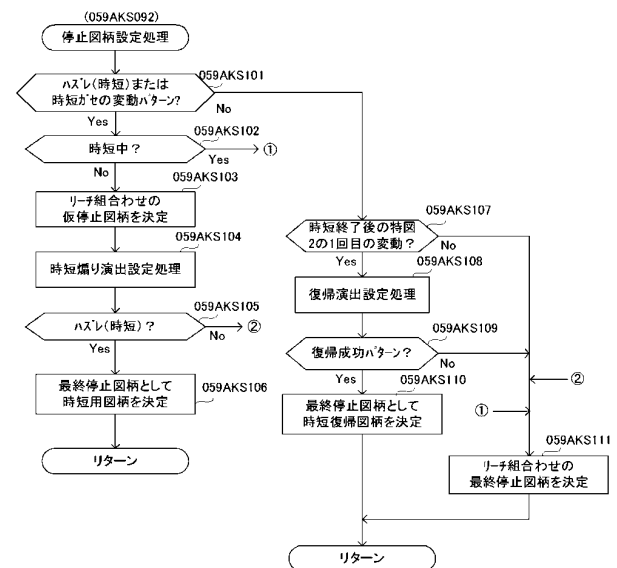 (059AKS092)
停止図柄設定処理
059AKS101
ハズレ(時短)または
時短ガセの変動パターン?
No
Yes
059AKS102
時短中?
Yes
①
No
059AKS103
リーチ組合わせの
仮停止図柄を決定
059AKS104
時短煽り演出設定処理
059AKS105
ハズレ(時短)?
No
②
Yes
059AKS106
最終停止図柄として
時短用図柄を決定
リターン
059AKS107
時短終了後の特図
2の1回目の変動?
No
Yes
059AKS108
復帰演出設定処理
059AKS109
復帰成功パターン?
No
Yes
059AKS110
最終停止図柄として
時短復帰図柄を決定
②
①
059AKS111
リーチ組合わせの
最終停止図柄を決定
リターン